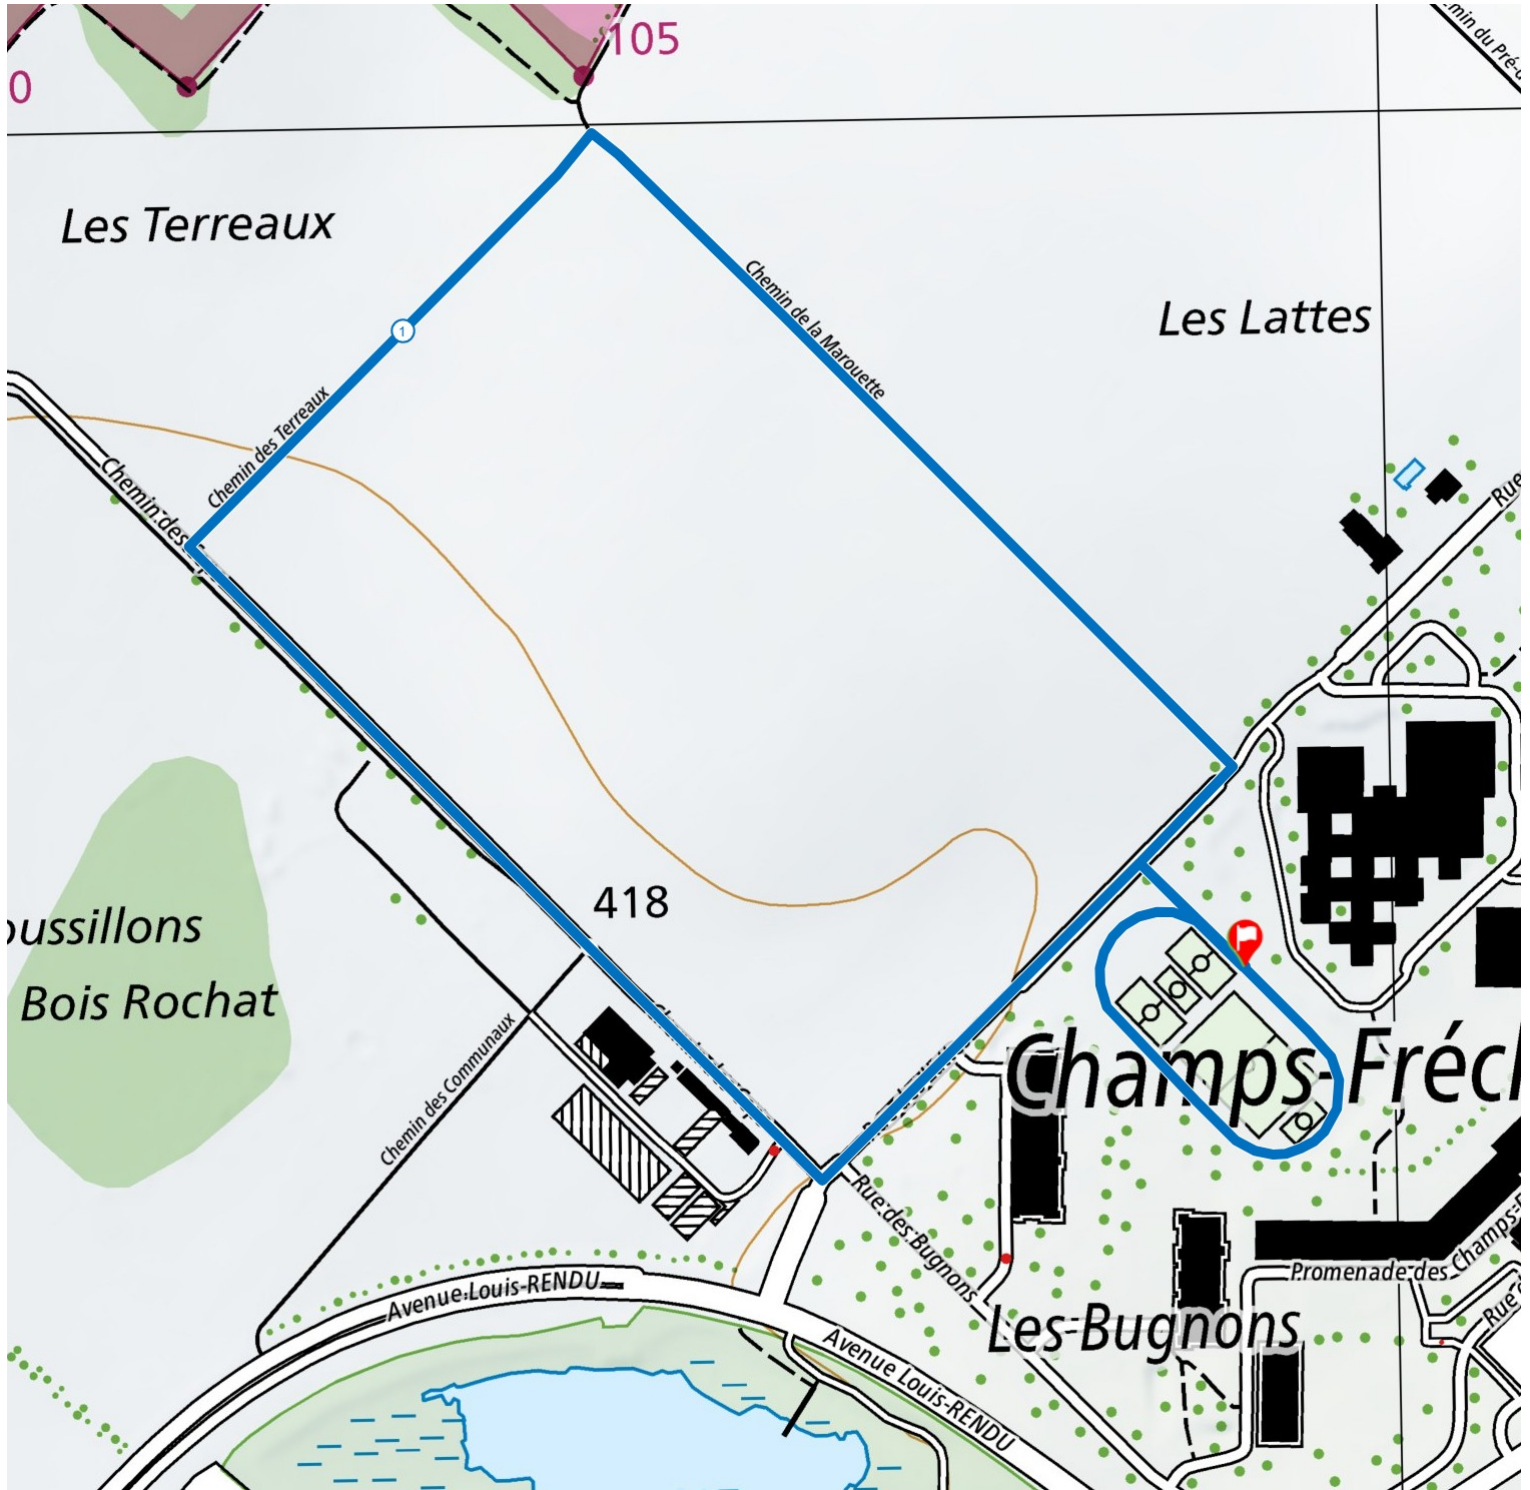 105
0
Les Terreaux
Les Lattes
Chemin de la Marouette
1
Chemin des Terreaux
Chemin des
Rue
418
Bois Rochat
Chemin des Communaux
Champs-Fréc
Rue des Bugnons
Promenade des Champs-F
Avenue Louis-RENDU
Les Bugnons
Avenue Louis-RENDU
Rue